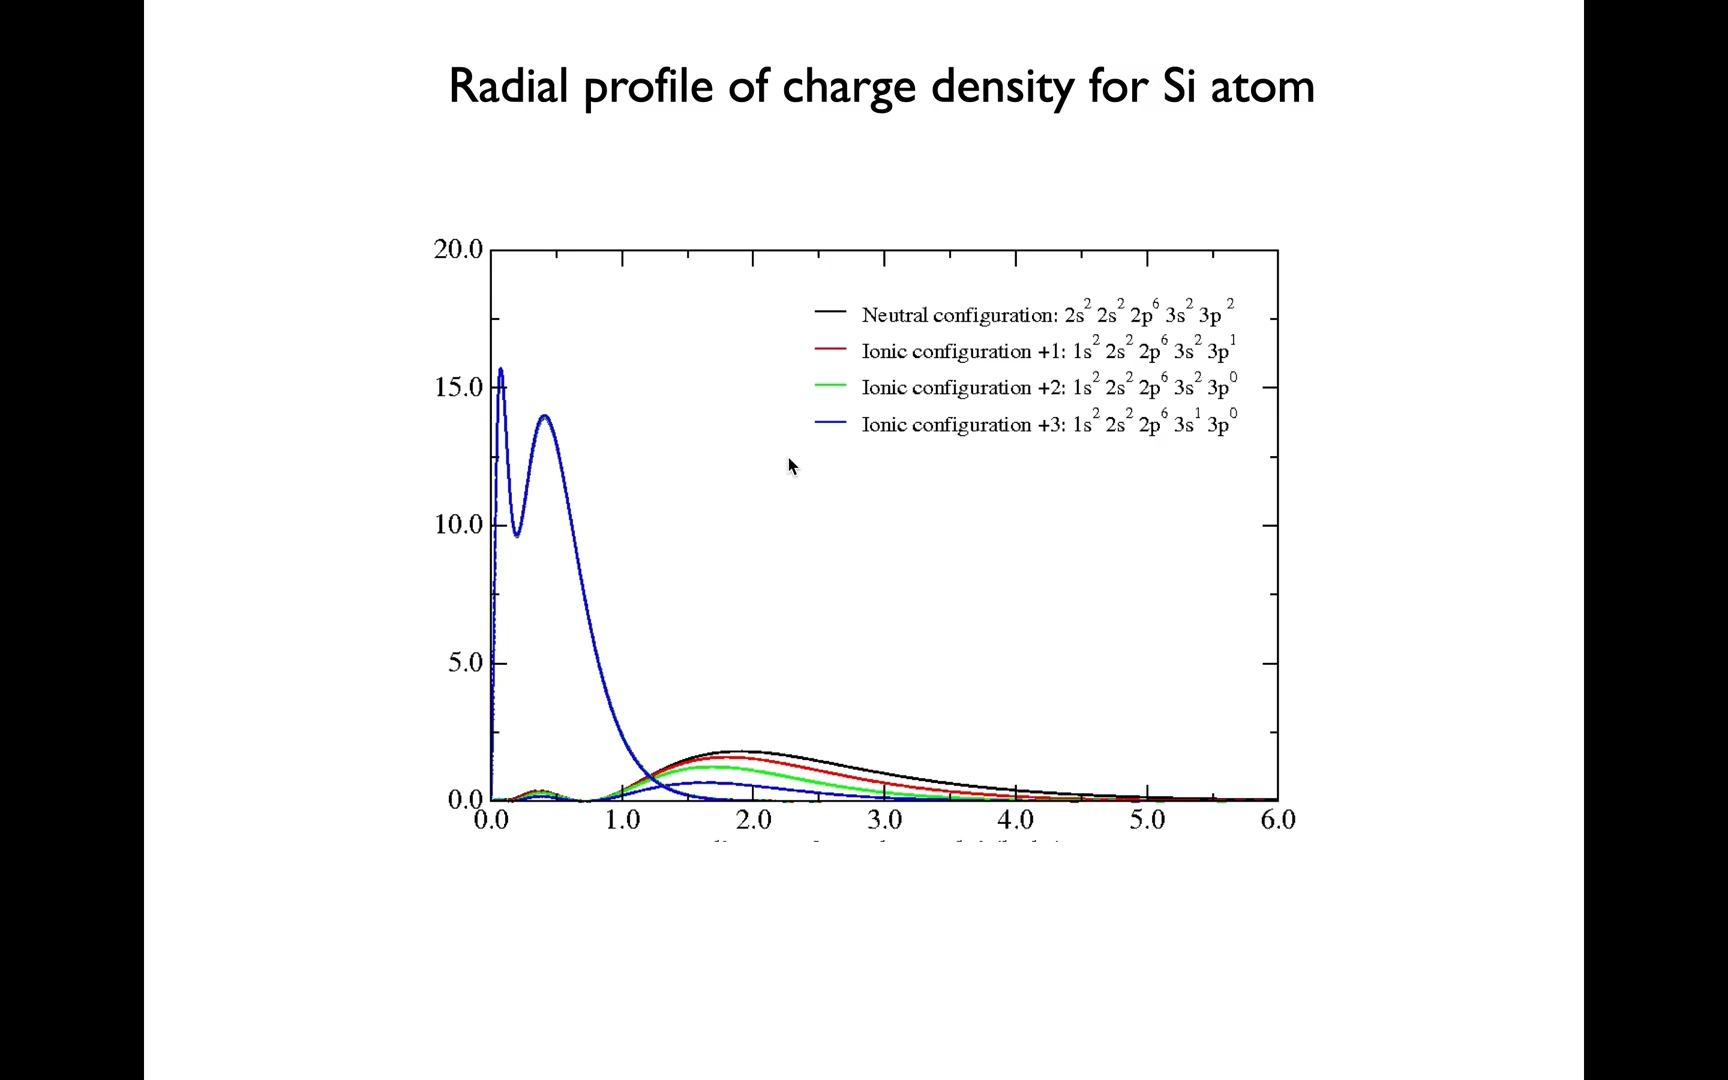 Radial profile of charge density for Si atom
20.0
15.0
10.0
5.0
0.0
Neutral configuration: 2s² 2s² 2p⁶ 3s² 3p²
Ionic configuration +1: 1s² 2s² 2p⁶ 3s² 3p¹
Ionic configuration +2: 1s² 2s² 2p⁶ 3s² 3p⁰
Ionic configuration +3: 1s² 2s² 2p⁶ 3s¹ 3p⁰
0.0 1.0 2.0 3.0 4.0 5.0 6.0